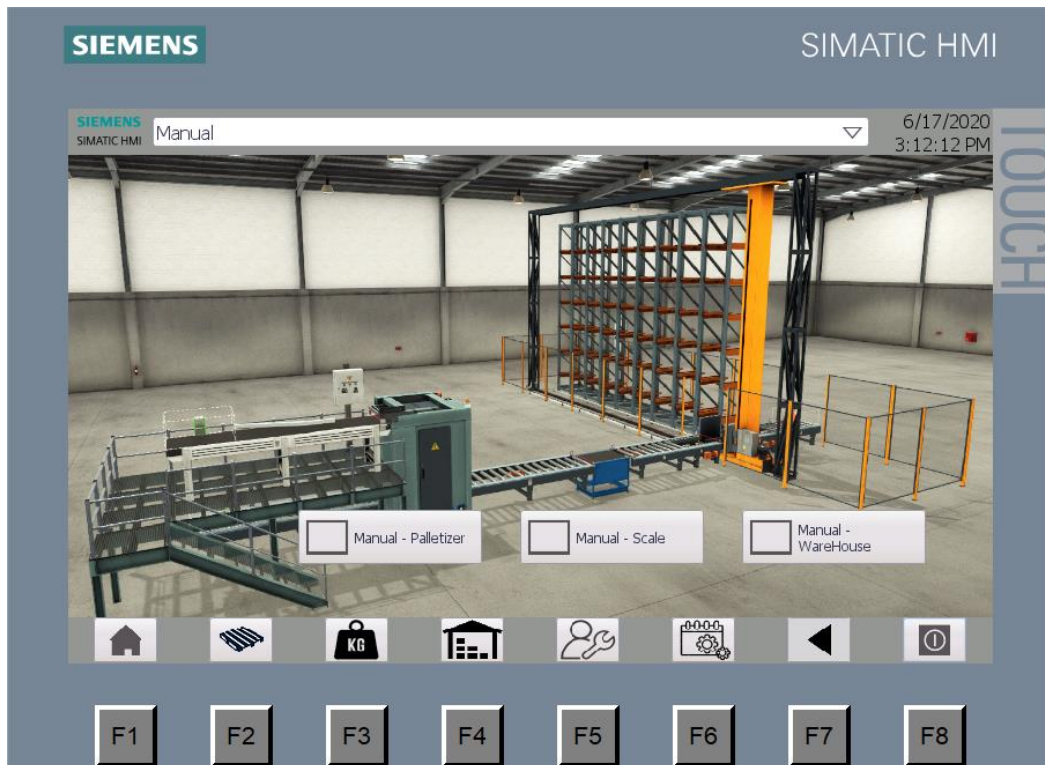 SIEMENS
SIMATIC HMI
TOUCH
SIEMENS
SIMATIC HMI
Manual
6/17/2020
3:12:12 PM
Manual - Palletizer
Manual - Scale
Manual -
WareHouse
KG
F1
F2
F3
F4
F5
F6
F7
F8